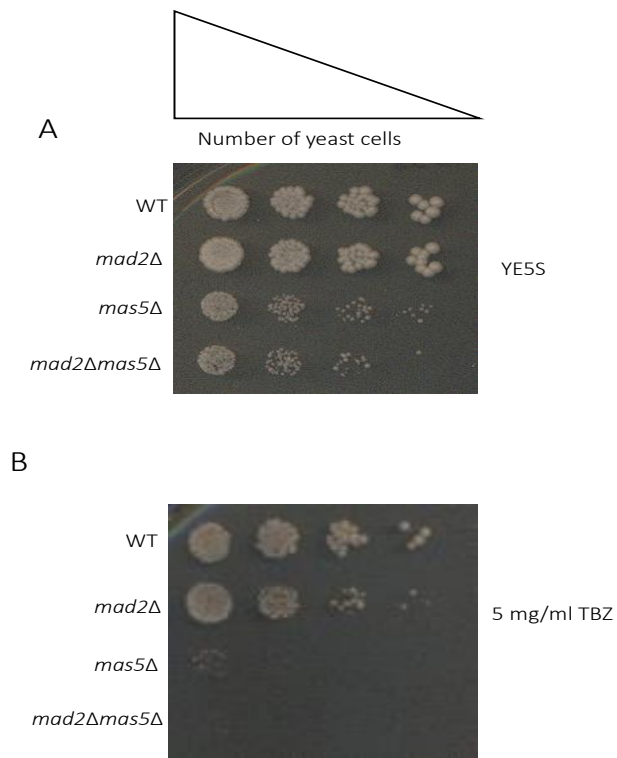 A
Number of yeast cells
WT
mad2Δ
YE5S
mas5Δ
mad2Δmas5Δ
B
WT
mad2Δ
5 mg/ml TBZ
mas5Δ
mad2Δmas5Δ